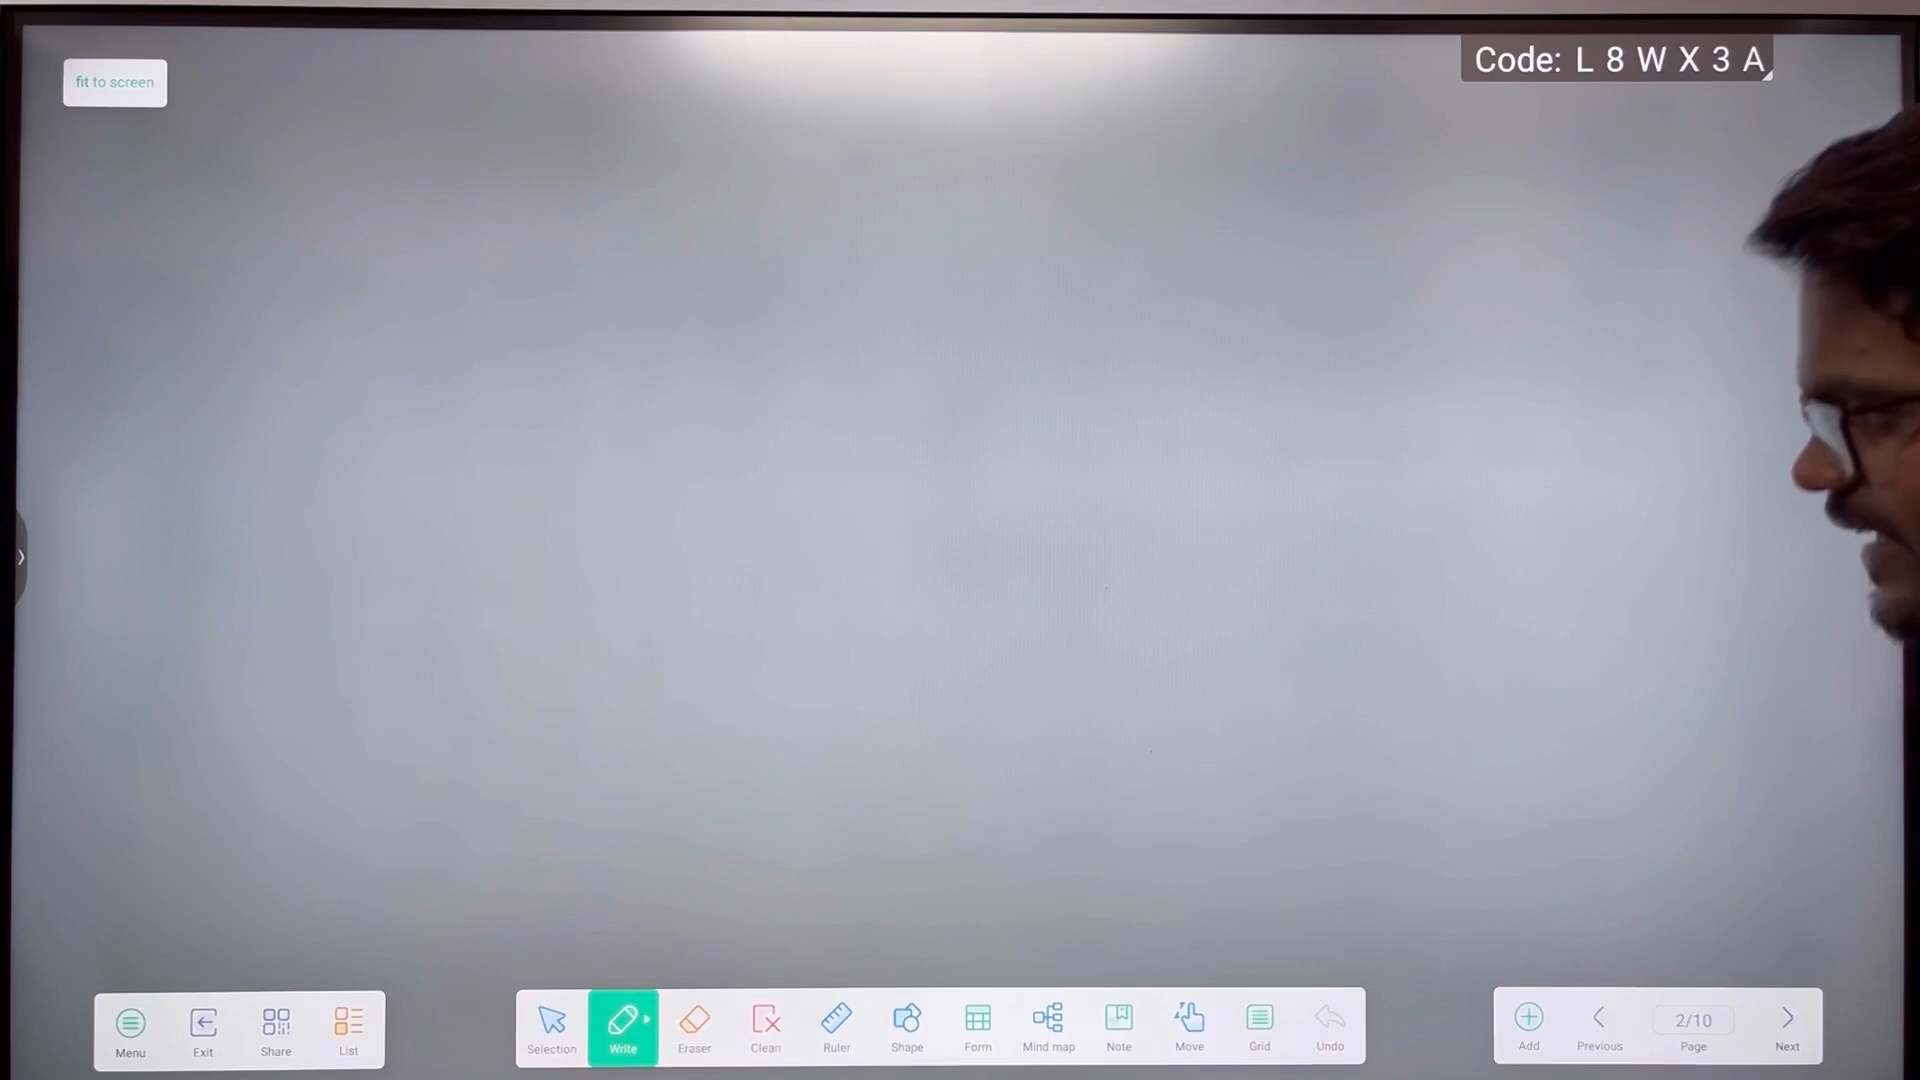 fit to screen
Code: L 8 W X 3 A
Menu
Exit
Share
List
Selection
Write
Eraser
Clean
Ruler
Shape
Form
Mind map
Note
Move
Grid
Undo
Add
Previous
2/10
Page
Next